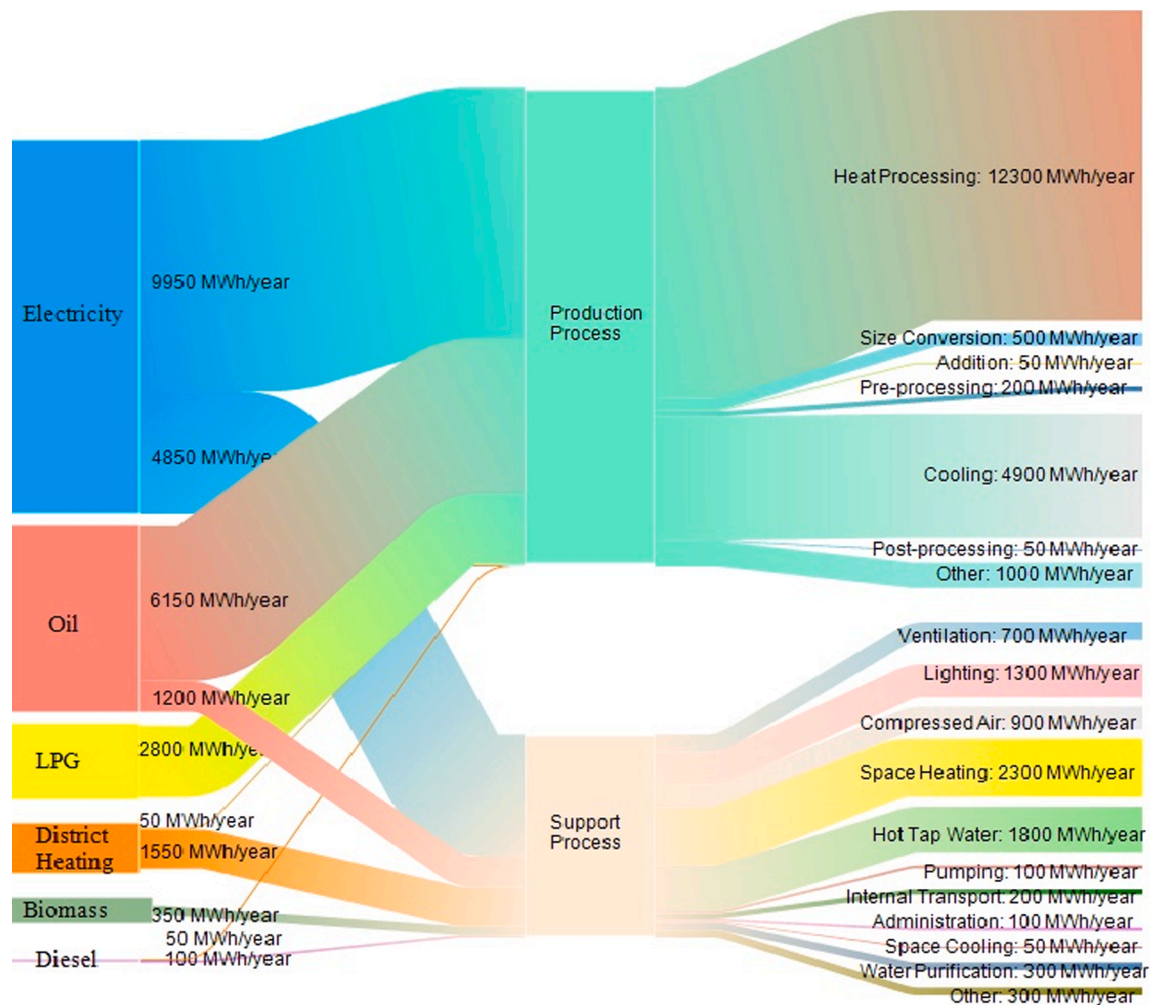 Electricity
9950 MWh/year
4850 MWh/ye
Oil
6150 MWh/year
1200 MWh/year
LPG
2800 MWh/ye
District
Heating
50 MWh/year
1550 MWh/year
Biomass
350 MWh/year
Diesel
50 MWh/year
100 MWh/year
Production
Process
Support
Process
Heat Processing: 12300 MWh/year
Size Conversion: 500 MWh/year
Addition: 50 MWh/year
Pre-processing: 200 MWh/year
Cooling: 4900 MWh/year
Post-processing: 50 MWh/year
Other: 1000 MWh/year
Ventilation: 700 MWh/year
Lighting: 1300 MWh/year
Compressed Air: 900 MWh/year
Space Heating: 2300 MWh/year
Hot Tap Water: 1800 MWh/year
Pumping: 100 MWh/year
Internal Transport: 200 MWh/year
Administration: 100 MWh/year
Space Cooling: 50 MWh/year
Water Purification: 300 MWh/year
Other: 300 MWh/year